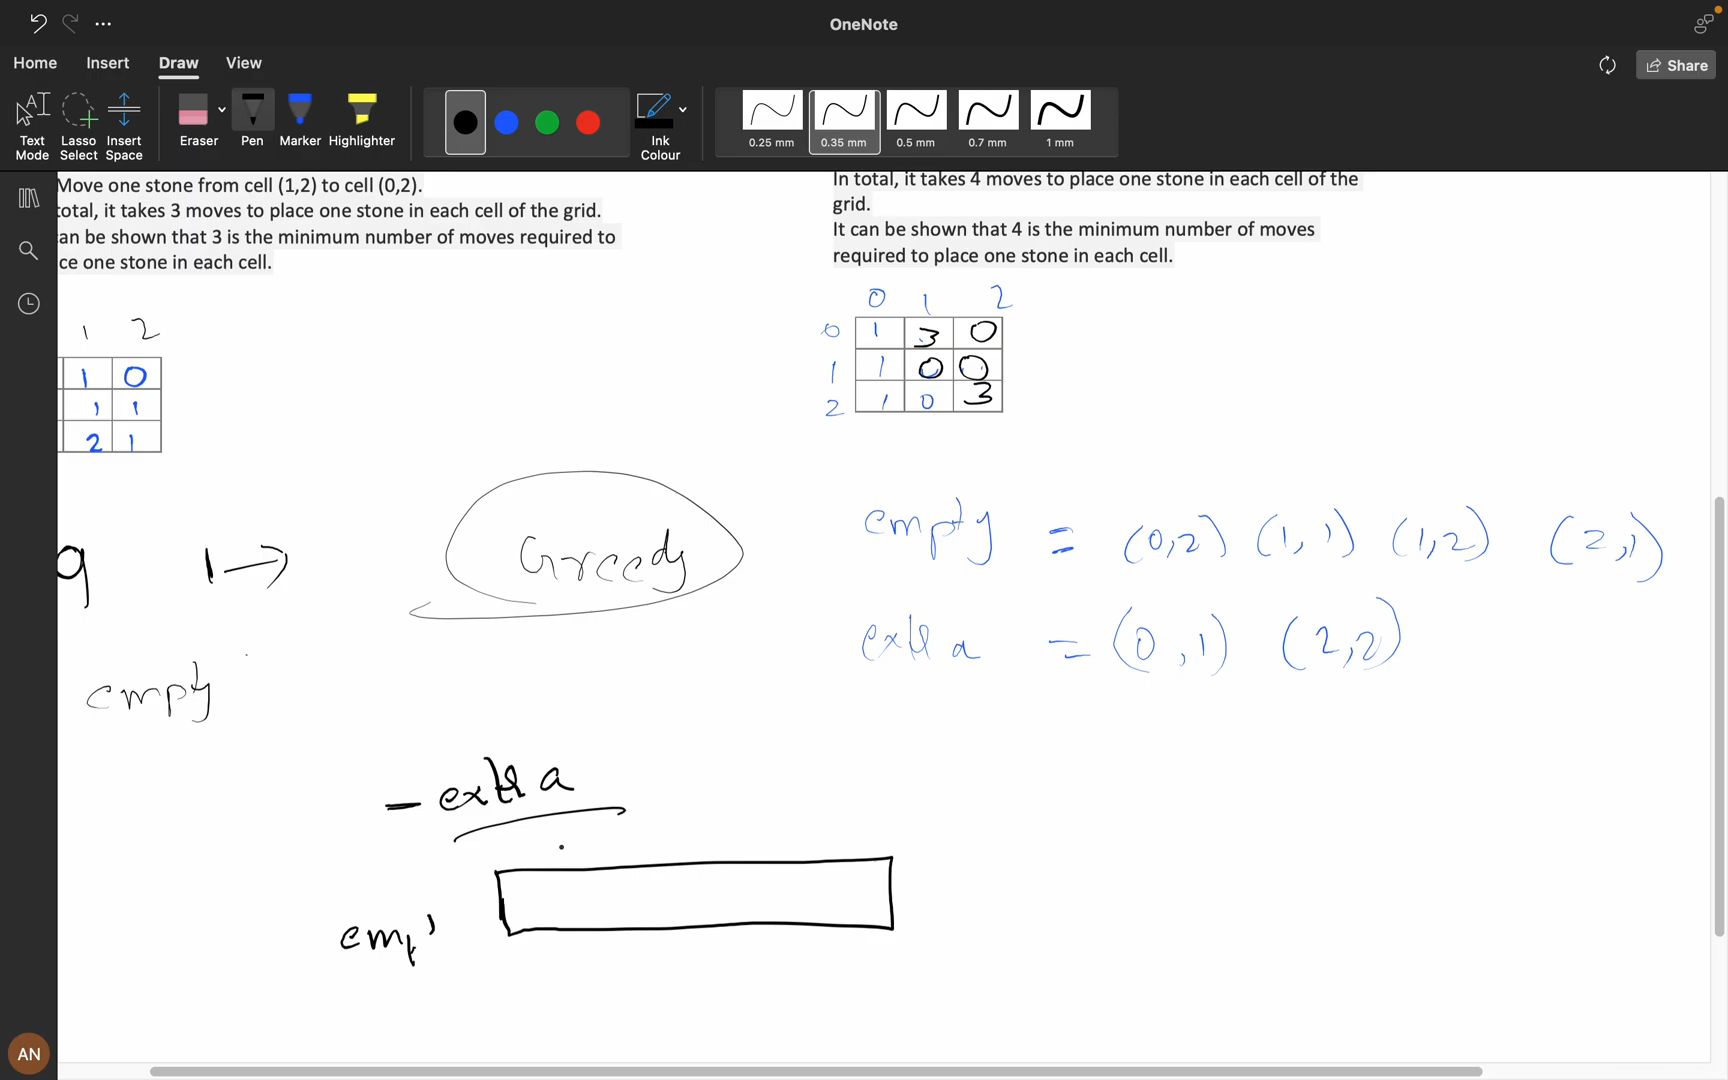 OneNote
Home Insert Draw View
Share
Text Mode
Lasso Select
Insert Space
Eraser
Pen
Marker
Highlighter
Ink Colour
0.25 mm
0.35 mm
0.5 mm
0.7 mm
1 mm
Move one stone from cell (1,2) to cell (0,2).
total, it takes 3 moves to place one stone in each cell of the grid.
an be shown that 3 is the minimum number of moves required to
ce one stone in each cell.
1 2
1 0
1 1
2 1
In total, it takes 4 moves to place one stone in each cell of the
grid.
It can be shown that 4 is the minimum number of moves
required to place one stone in each cell.
0 1 2
0 1 3 0
1 1 0 0
2 1 0 3
Greedy
9 1→
empty
empty = (0,2) (1,1) (1,2) (2,1)
extra = (0,1) (2,2)
- extra
emp
AN